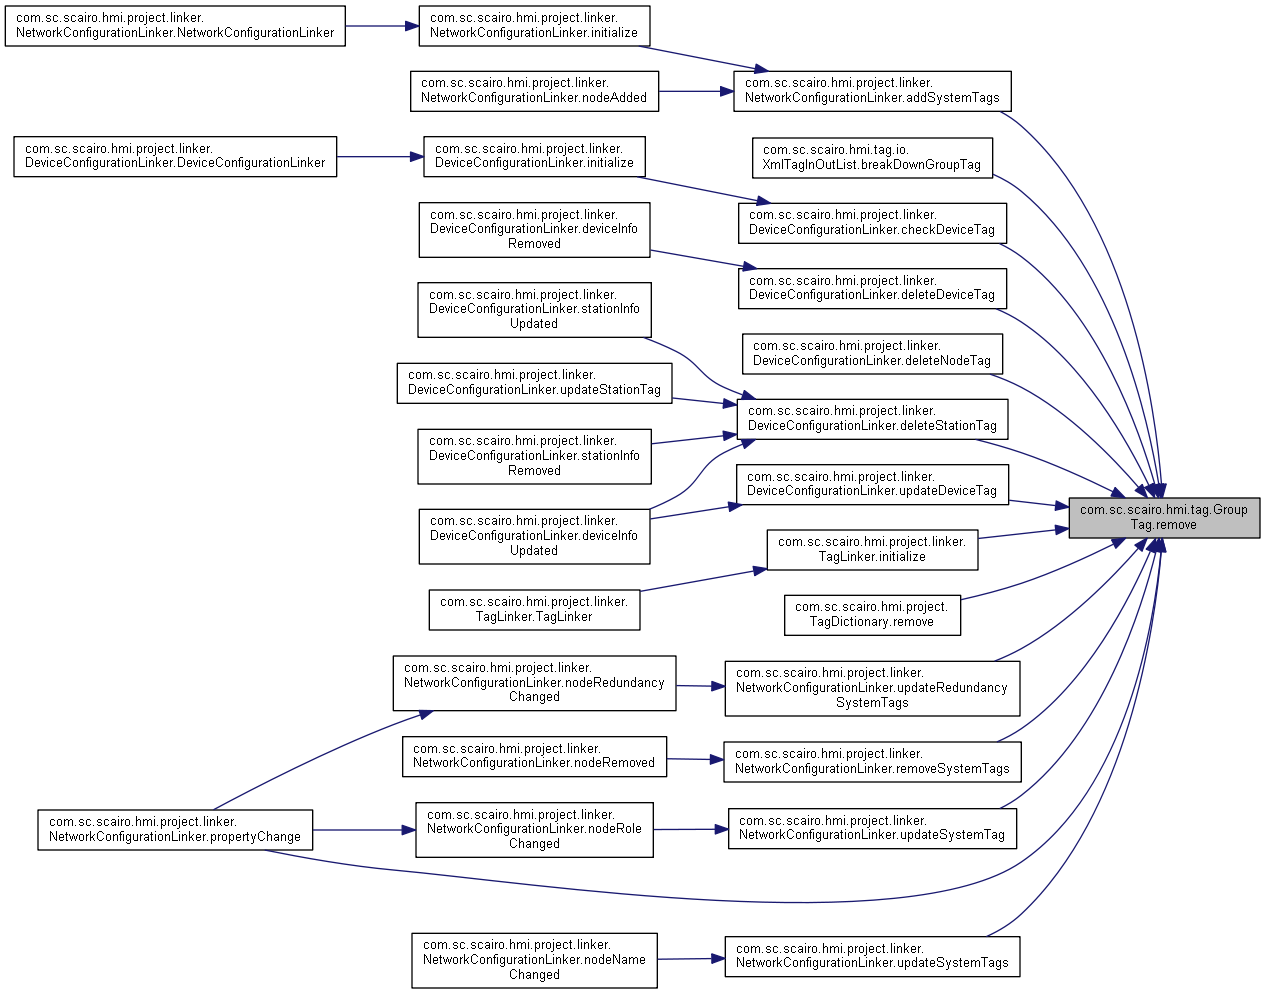 com.sc.scairo.hmi.project.linker.
NetworkConfigurationLinker.NetworkConfigurationLinker
com.sc.scairo.hmi.project.linker.
NetworkConfigurationLinker.initialize
com.sc.scairo.hmi.project.linker.
NetworkConfigurationLinker.nodeAdded
com.sc.scairo.hmi.project.linker.
NetworkConfigurationLinker.addSystemTags
com.sc.scairo.hmi.project.linker.
DeviceConfigurationLinker.DeviceConfigurationLinker
com.sc.scairo.hmi.project.linker.
DeviceConfigurationLinker.initialize
com.sc.scairo.hmi.tag.io.
XmlTagInOutList.breakDownGroupTag
com.sc.scairo.hmi.project.linker.
DeviceConfigurationLinker.deviceInfo
Removed
com.sc.scairo.hmi.project.linker.
DeviceConfigurationLinker.checkDeviceTag
com.sc.scairo.hmi.project.linker.
DeviceConfigurationLinker.deleteDeviceTag
com.sc.scairo.hmi.project.linker.
DeviceConfigurationLinker.stationInfo
Updated
com.sc.scairo.hmi.project.linker.
DeviceConfigurationLinker.deleteNodeTag
com.sc.scairo.hmi.project.linker.
DeviceConfigurationLinker.updateStationTag
com.sc.scairo.hmi.project.linker.
DeviceConfigurationLinker.deleteStationTag
com.sc.scairo.hmi.project.linker.
DeviceConfigurationLinker.stationInfo
Removed
com.sc.scairo.hmi.project.linker.
DeviceConfigurationLinker.updateDeviceTag
com.sc.scairo.hmi.tag.Group
Tag.remove
com.sc.scairo.hmi.project.linker.
DeviceConfigurationLinker.deviceInfo
Updated
com.sc.scairo.hmi.project.linker.
TagLinker.initialize
com.sc.scairo.hmi.project.linker.
TagLinker.TagLinker
com.sc.scairo.hmi.project.
TagDictionary.remove
com.sc.scairo.hmi.project.linker.
NetworkConfigurationLinker.nodeRedundancy
Changed
com.sc.scairo.hmi.project.linker.
NetworkConfigurationLinker.updateRedundancy
SystemTags
com.sc.scairo.hmi.project.linker.
NetworkConfigurationLinker.nodeRemoved
com.sc.scairo.hmi.project.linker.
NetworkConfigurationLinker.removeSystemTags
com.sc.scairo.hmi.project.linker.
NetworkConfigurationLinker.propertyChange
com.sc.scairo.hmi.project.linker.
NetworkConfigurationLinker.nodeRole
Changed
com.sc.scairo.hmi.project.linker.
NetworkConfigurationLinker.updateSystemTag
com.sc.scairo.hmi.project.linker.
NetworkConfigurationLinker.nodeName
Changed
com.sc.scairo.hmi.project.linker.
NetworkConfigurationLinker.updateSystemTags